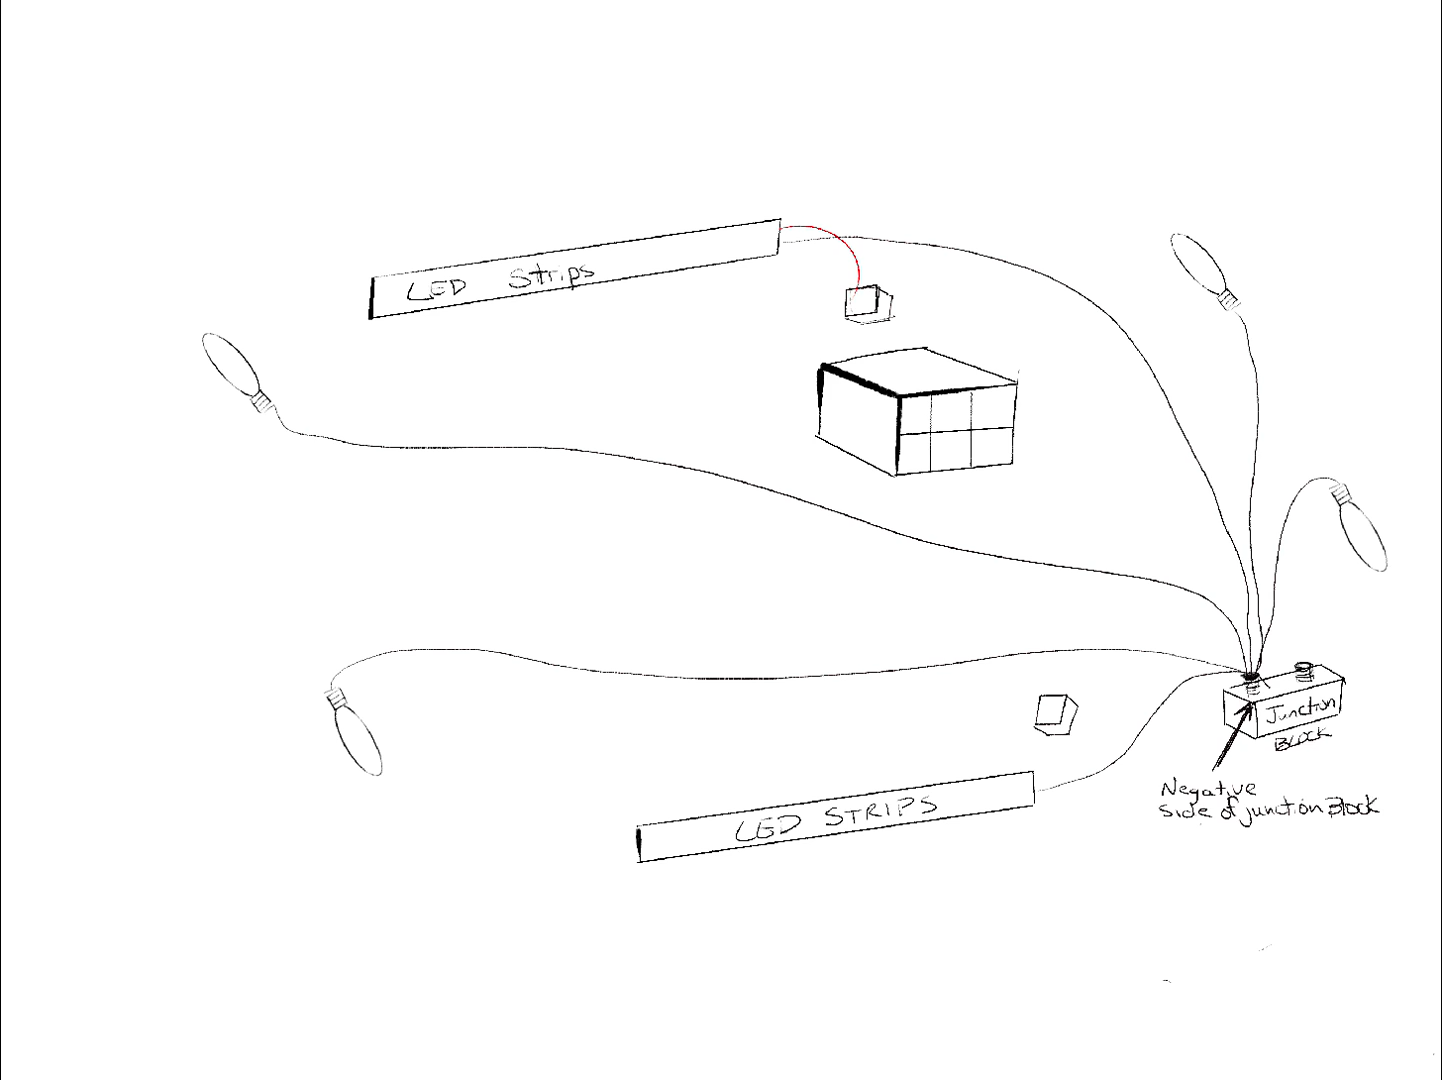 LED Strips
Junction
BLOCK
Negative
side of junction Block
LED STRIPS